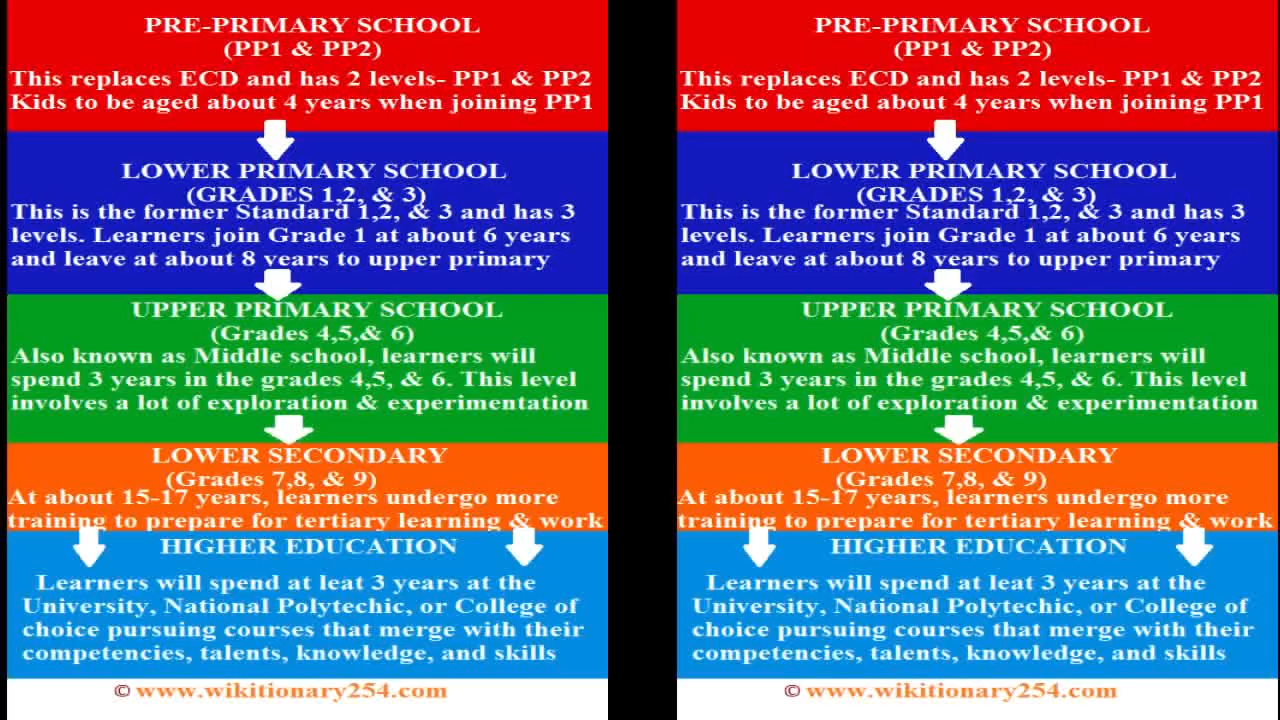 PRE-PRIMARY SCHOOL
(PP1 & PP2)
This replaces ECD and has 2 levels- PP1 & PP2
Kids to be aged about 4 years when joining PP1
LOWER PRIMARY SCHOOL
(GRADES 1,2, & 3)
This is the former Standard 1,2, & 3 and has 3
levels. Learners join Grade 1 at about 6 years
and leave at about 8 years to upper primary
UPPER PRIMARY SCHOOL
(Grades 4,5,& 6)
Also known as Middle school, learners will
spend 3 years in the grades 4,5, & 6. This level
involves a lot of exploration & experimentation
LOWER SECONDARY
(Grades 7,8, & 9)
At about 15-17 years, learners undergo more
training to prepare for tertiary learning & work
HIGHER EDUCATION
Learners will spend at leat 3 years at the
University, National Polytechic, or College of
choice pursuing courses that merge with their
competencies, talents, knowledge, and skills
© www.wikitionary254.com
PRE-PRIMARY SCHOOL
(PP1 & PP2)
This replaces ECD and has 2 levels- PP1 & PP2
Kids to be aged about 4 years when joining PP1
LOWER PRIMARY SCHOOL
(GRADES 1,2, & 3)
This is the former Standard 1,2, & 3 and has 3
levels. Learners join Grade 1 at about 6 years
and leave at about 8 years to upper primary
UPPER PRIMARY SCHOOL
(Grades 4,5,& 6)
Also known as Middle school, learners will
spend 3 years in the grades 4,5, & 6. This level
involves a lot of exploration & experimentation
LOWER SECONDARY
(Grades 7,8, & 9)
At about 15-17 years, learners undergo more
training to prepare for tertiary learning & work
HIGHER EDUCATION
Learners will spend at leat 3 years at the
University, National Polytechic, or College of
choice pursuing courses that merge with their
competencies, talents, knowledge, and skills
© www.wikitionary254.com